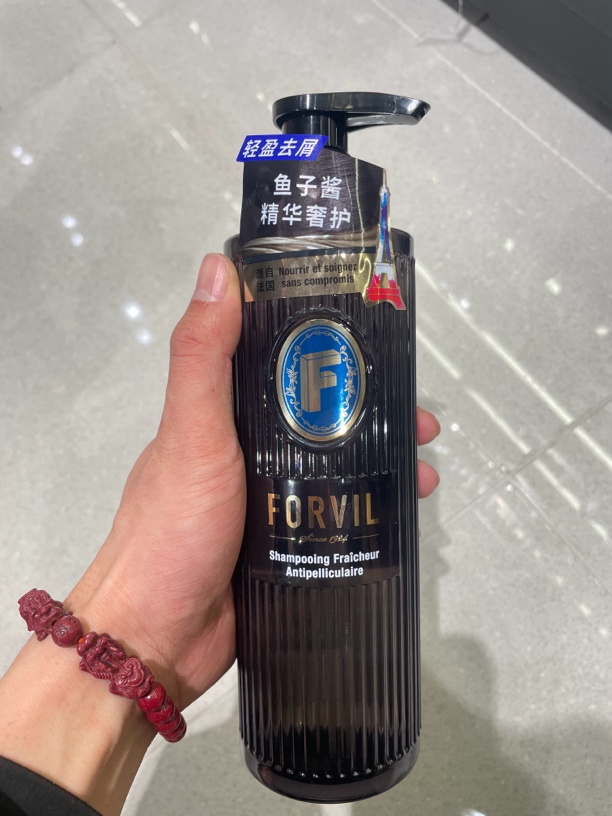 轻盈去屑
鱼子酱
精华奢护
源自
法国
Nourrir et soigner
sans compromis
F
FORVIL
Shampooing Fraîcheur
Antipelliculaire